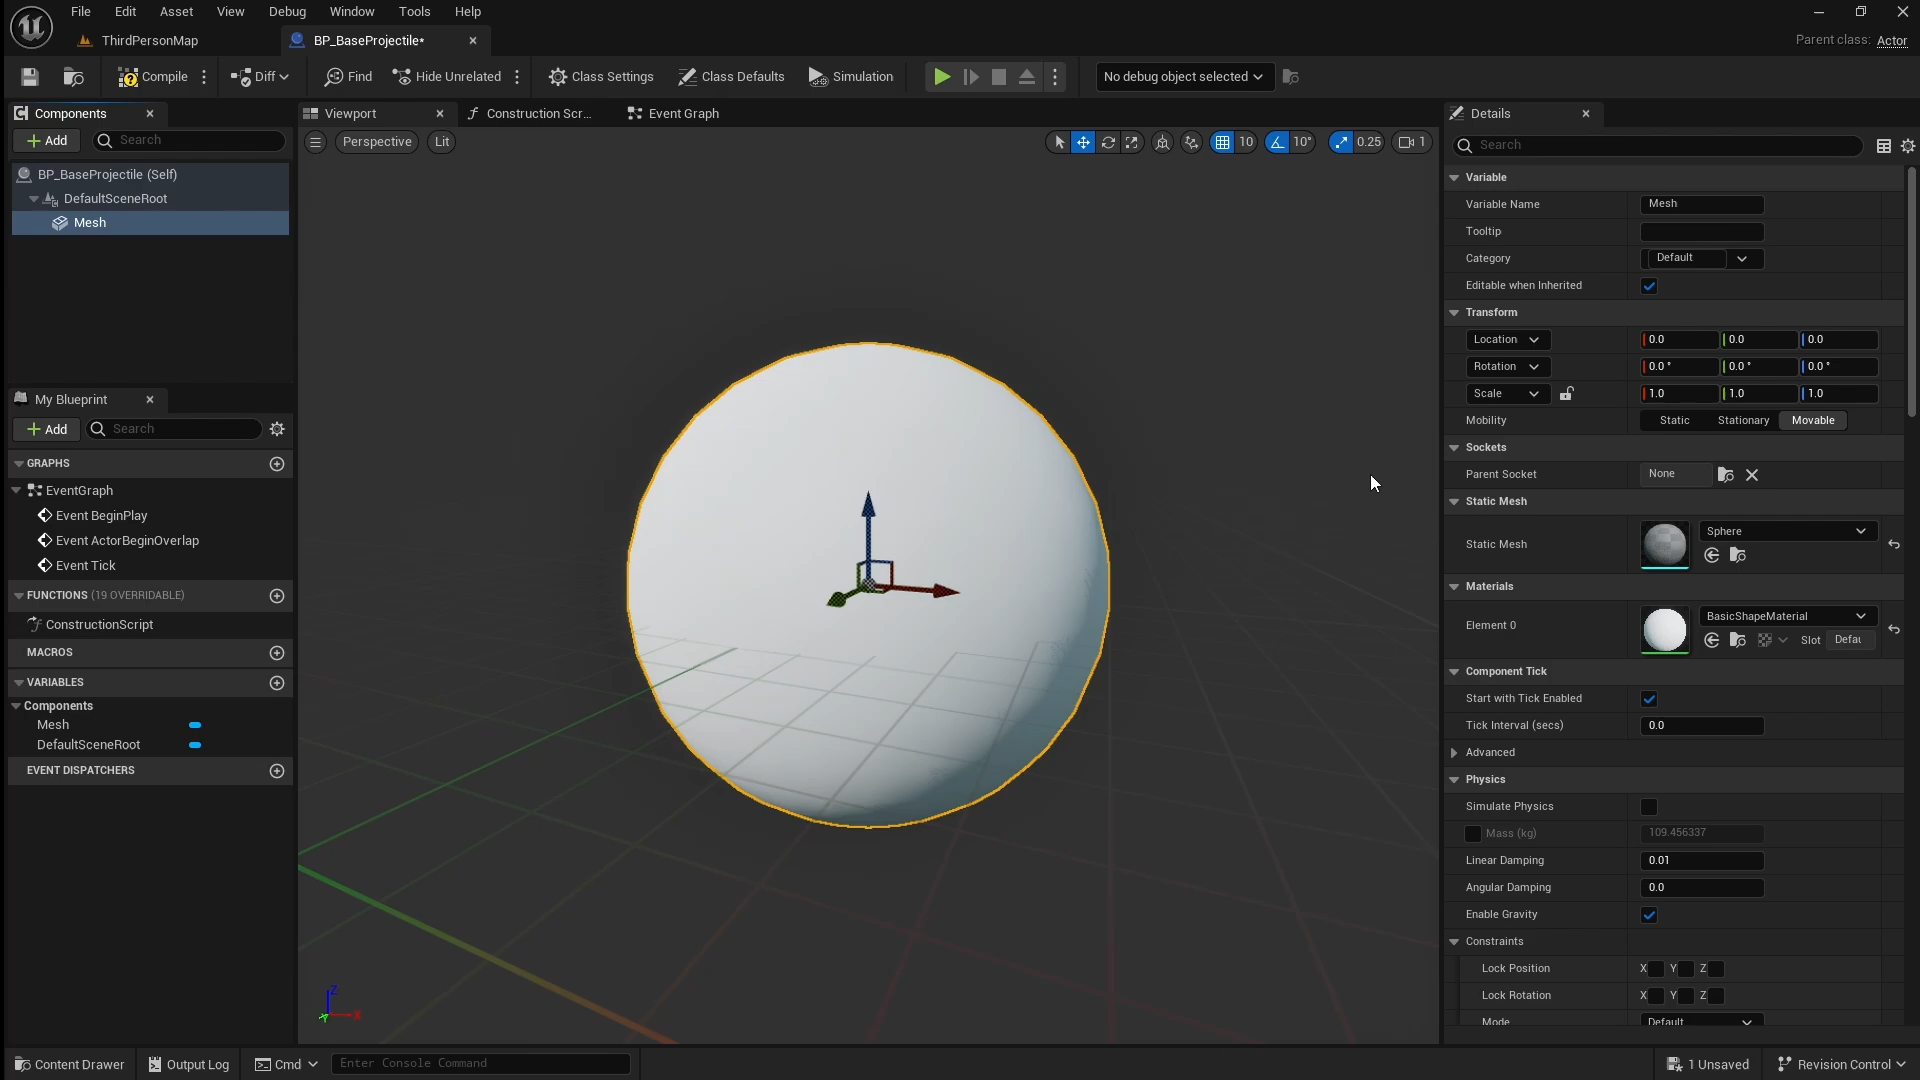 File Edit Asset View Debug Window Tools Help
ThirdPersonMap
BP_BaseProjectile*
Parent class: Actor
Compile
Diff
Find
Hide Unrelated
Class Settings
Class Defaults
Simulation
No debug object selected
Components
Add
Search
BP_BaseProjectile (Self)
DefaultSceneRoot
Mesh
My Blueprint
Add
Search
GRAPHS
EventGraph
Event BeginPlay
Event ActorBeginOverlap
Event Tick
FUNCTIONS (19 OVERRIDABLE)
ConstructionScript
MACROS
VARIABLES
Components
Mesh
DefaultSceneRoot
EVENT DISPATCHERS
Viewport
Construction Scr...
Event Graph
Perspective
Lit
10
10°
0.25
1
Z
Y
X
Details
Search
Variable
Variable Name Mesh
Tooltip
Category Default
Editable when Inherited
Transform
Location 0.0 0.0 0.0
Rotation 0.0 ° 0.0 ° 0.0 °
Scale 1.0 1.0 1.0
Mobility Static Stationary Movable
Sockets
Parent Socket None
Static Mesh
Static Mesh Sphere
Materials
Element 0 BasicShapeMaterial
Slot Defau
Component Tick
Start with Tick Enabled
Tick Interval (secs) 0.0
Advanced
Physics
Simulate Physics
Mass (kg) 109.456337
Linear Damping 0.01
Angular Damping 0.0
Enable Gravity
Constraints
Lock Position X Y Z
Lock Rotation X Y Z
Mode Default
Content Drawer
Output Log
Cmd
Enter Console Command
1 Unsaved
Revision Control